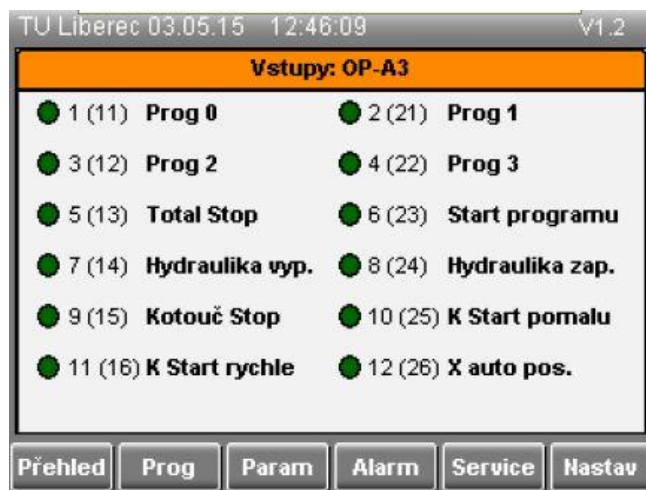 TU Liberec 03.05.15 12:46:09 V1.2
Vstupy: OP-A3
1 (11) Prog 0 2 (21) Prog 1
3 (12) Prog 2 4 (22) Prog 3
5 (13) Total Stop 6 (23) Start programu
7 (14) Hydraulika vyp. 8 (24) Hydraulika zap.
9 (15) Kotouč Stop 10 (25) K Start pomalu
11 (16) K Start rychle 12 (26) X auto pos.
Přehled Prog Param Alarm Service Nastav